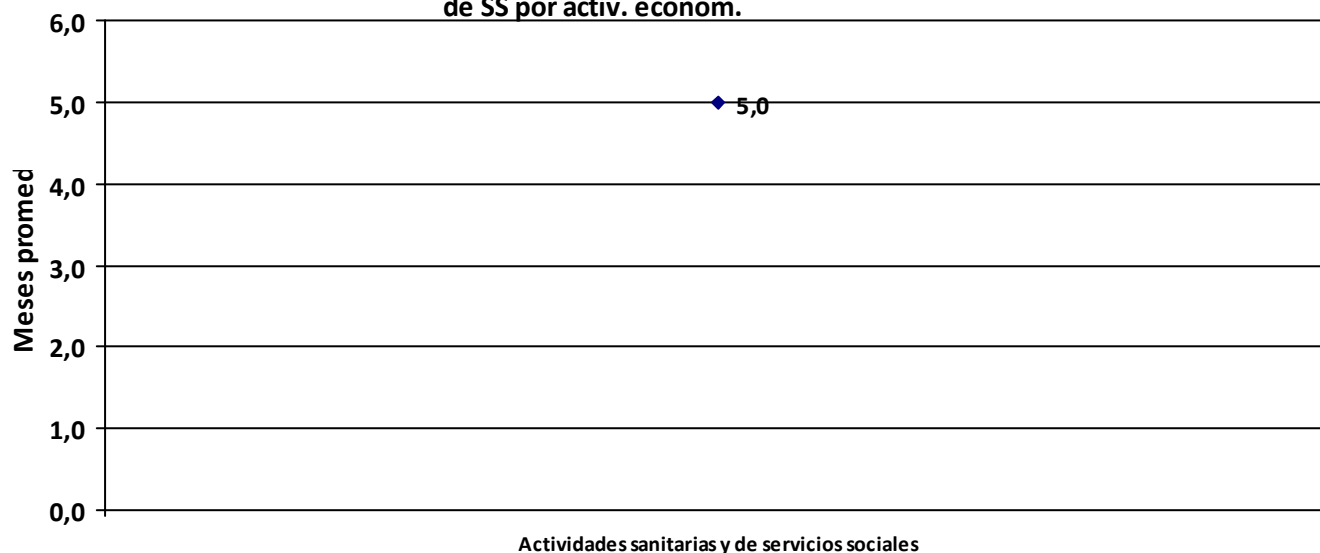 de SS por activ. econom.
6,0
5,0
4,0
3,0
2,0
1,0
0,0
Meses promed
5,0
Actividades sanitarias y de servicios sociales